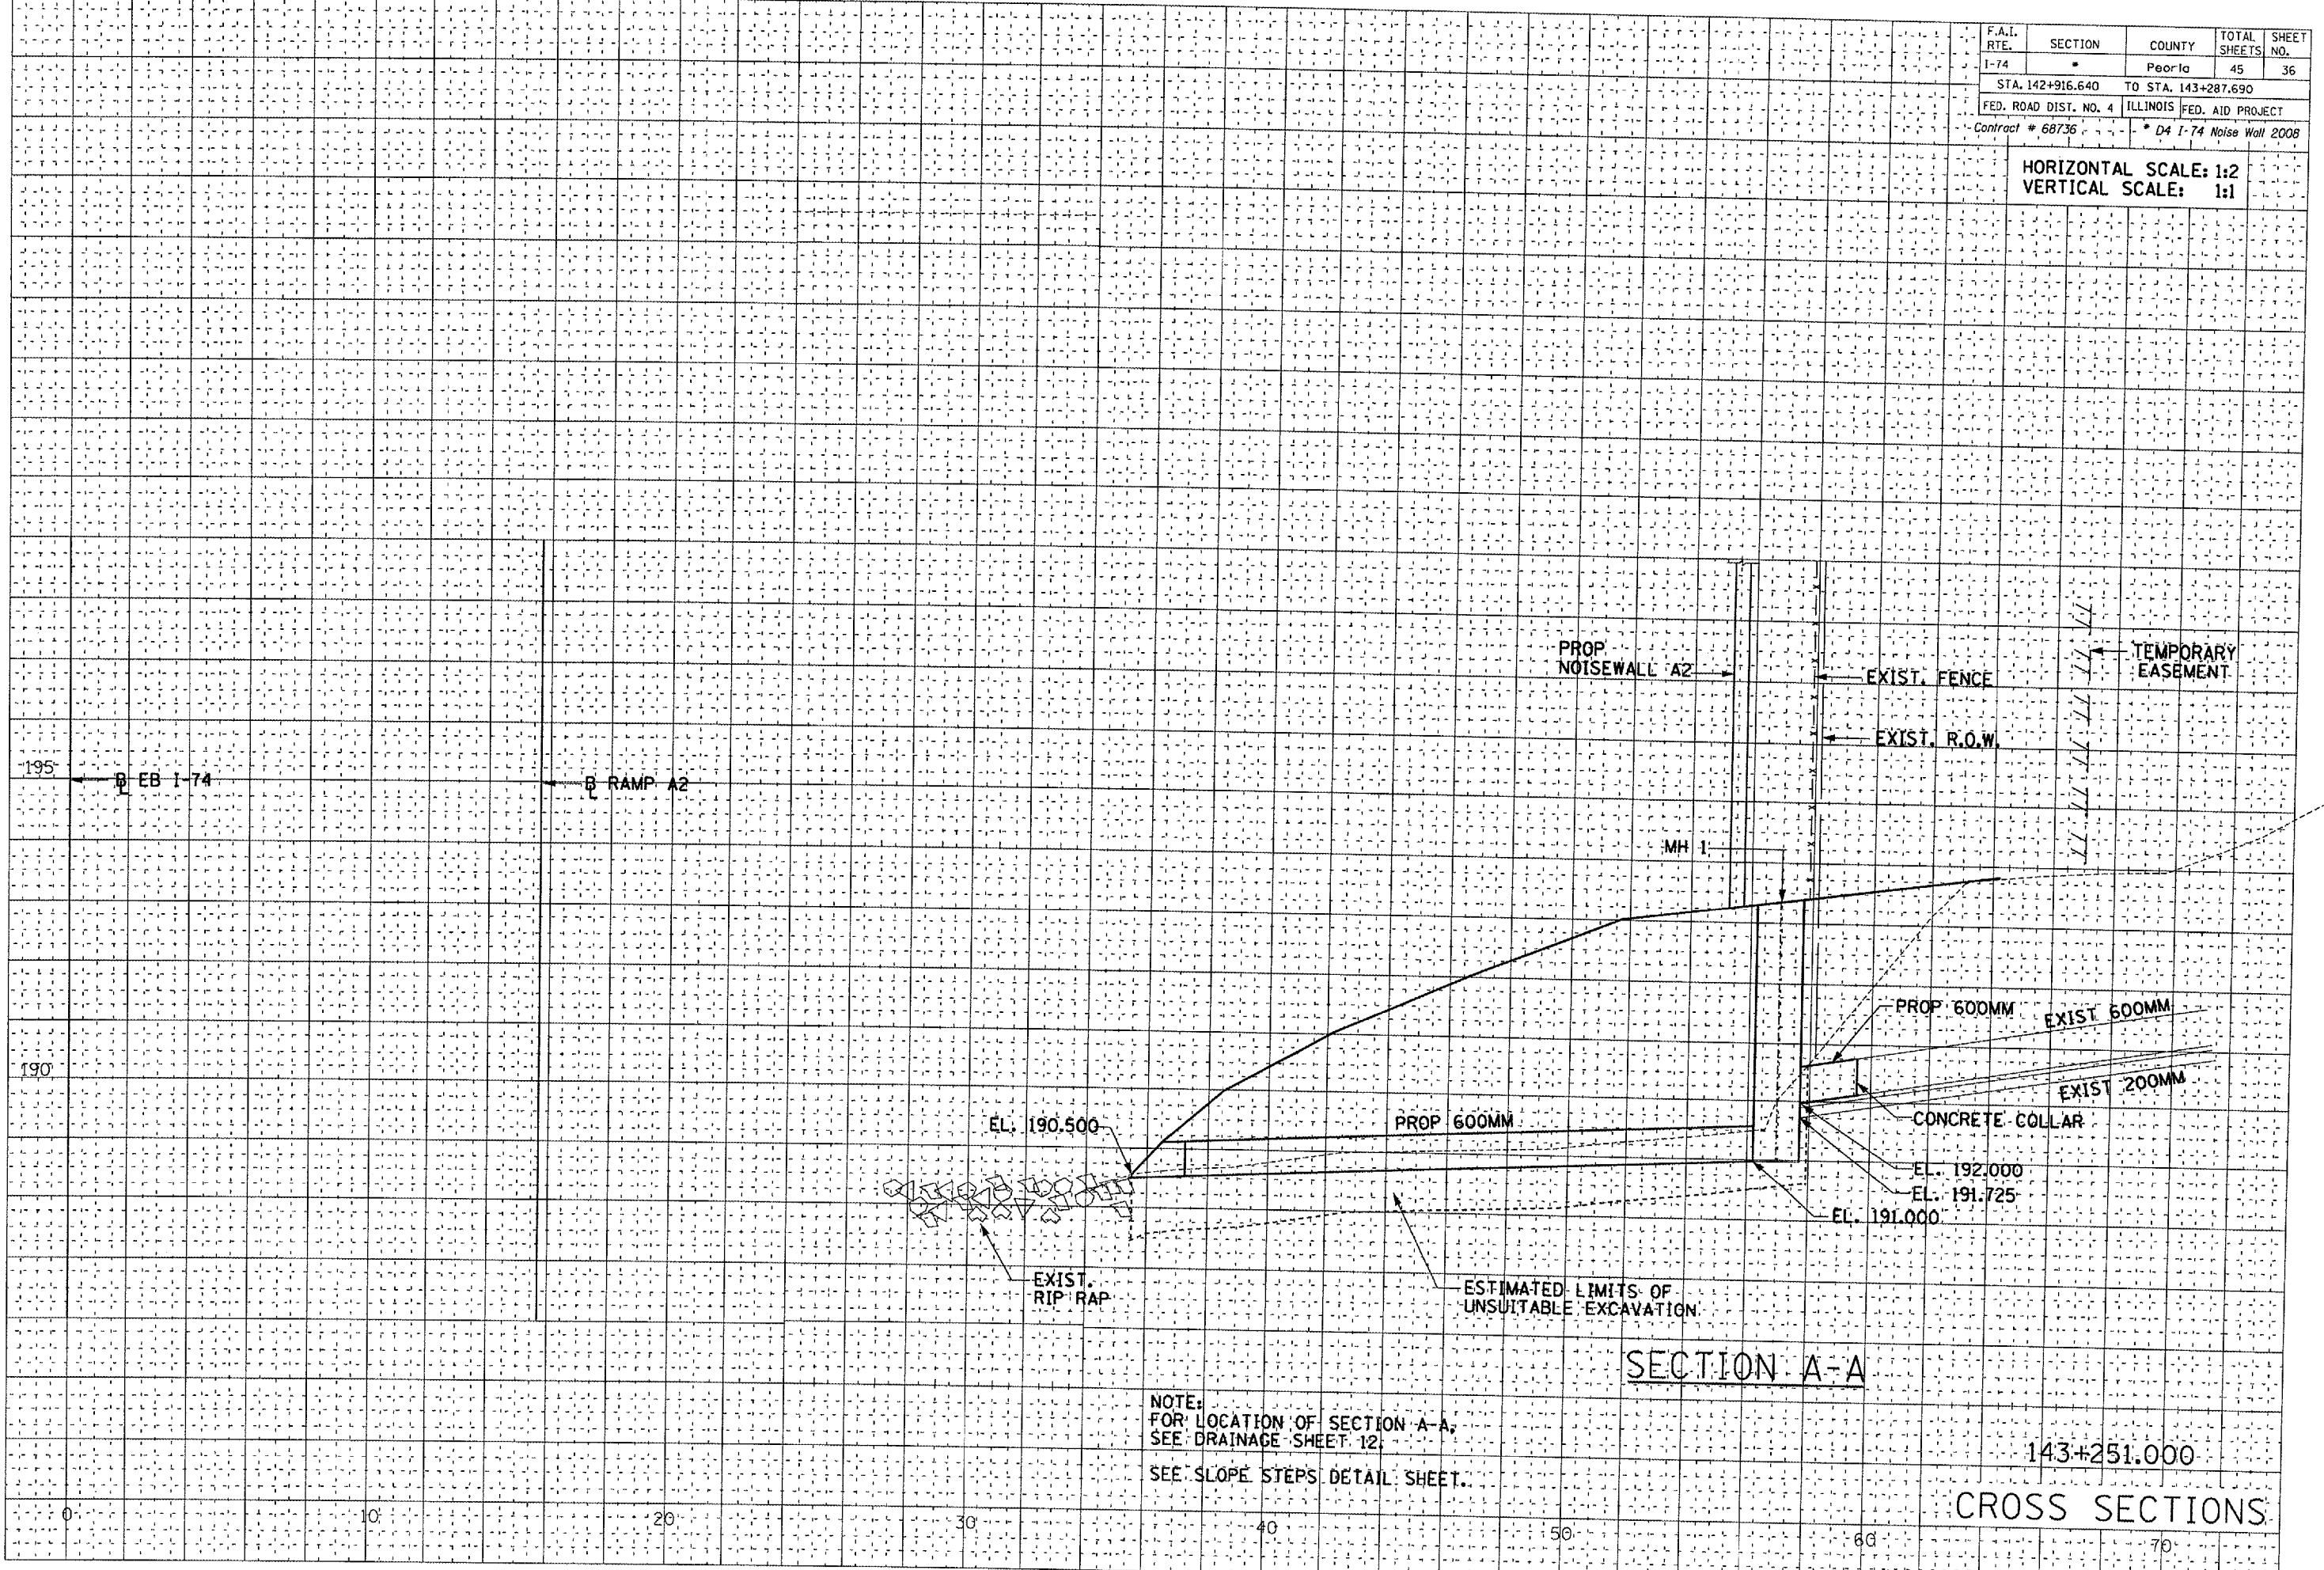 F.A.I. RTE. SECTION COUNTY TOTAL SHEETS SHEET NO.
I-74 * Peoria 45 36
STA. 142+916.640 TO STA. 143+287.690
FED. ROAD DIST. NO. 4 ILLINOIS FED. AID PROJECT
Contract # 68736 * D4 I-74 Noise Wall 2008
HORIZONTAL SCALE: 1:2
VERTICAL SCALE: 1:1
PROP
NOISEWALL A2
EXIST. FENCE
TEMPORARY
EASEMENT
EXIST. R.O.W.
195
BL EB I-74
BL RAMP A2
MH 1
PROP 600MM
EXIST 600MM
190
EXIST 200MM
EL. 190.500
PROP 600MM
CONCRETE COLLAR
EL. 192.000
EL. 191.725
EL. 191.000
EXIST.
RIP RAP
ESTIMATED LIMITS OF
UNSUITABLE EXCAVATION
SECTION A-A
NOTE:
FOR LOCATION OF SECTION A-A,
SEE DRAINAGE SHEET 12.
SEE SLOPE STEPS DETAIL SHEET.
143+251.000
CROSS SECTIONS
0 10 20 30 40 50 60 70